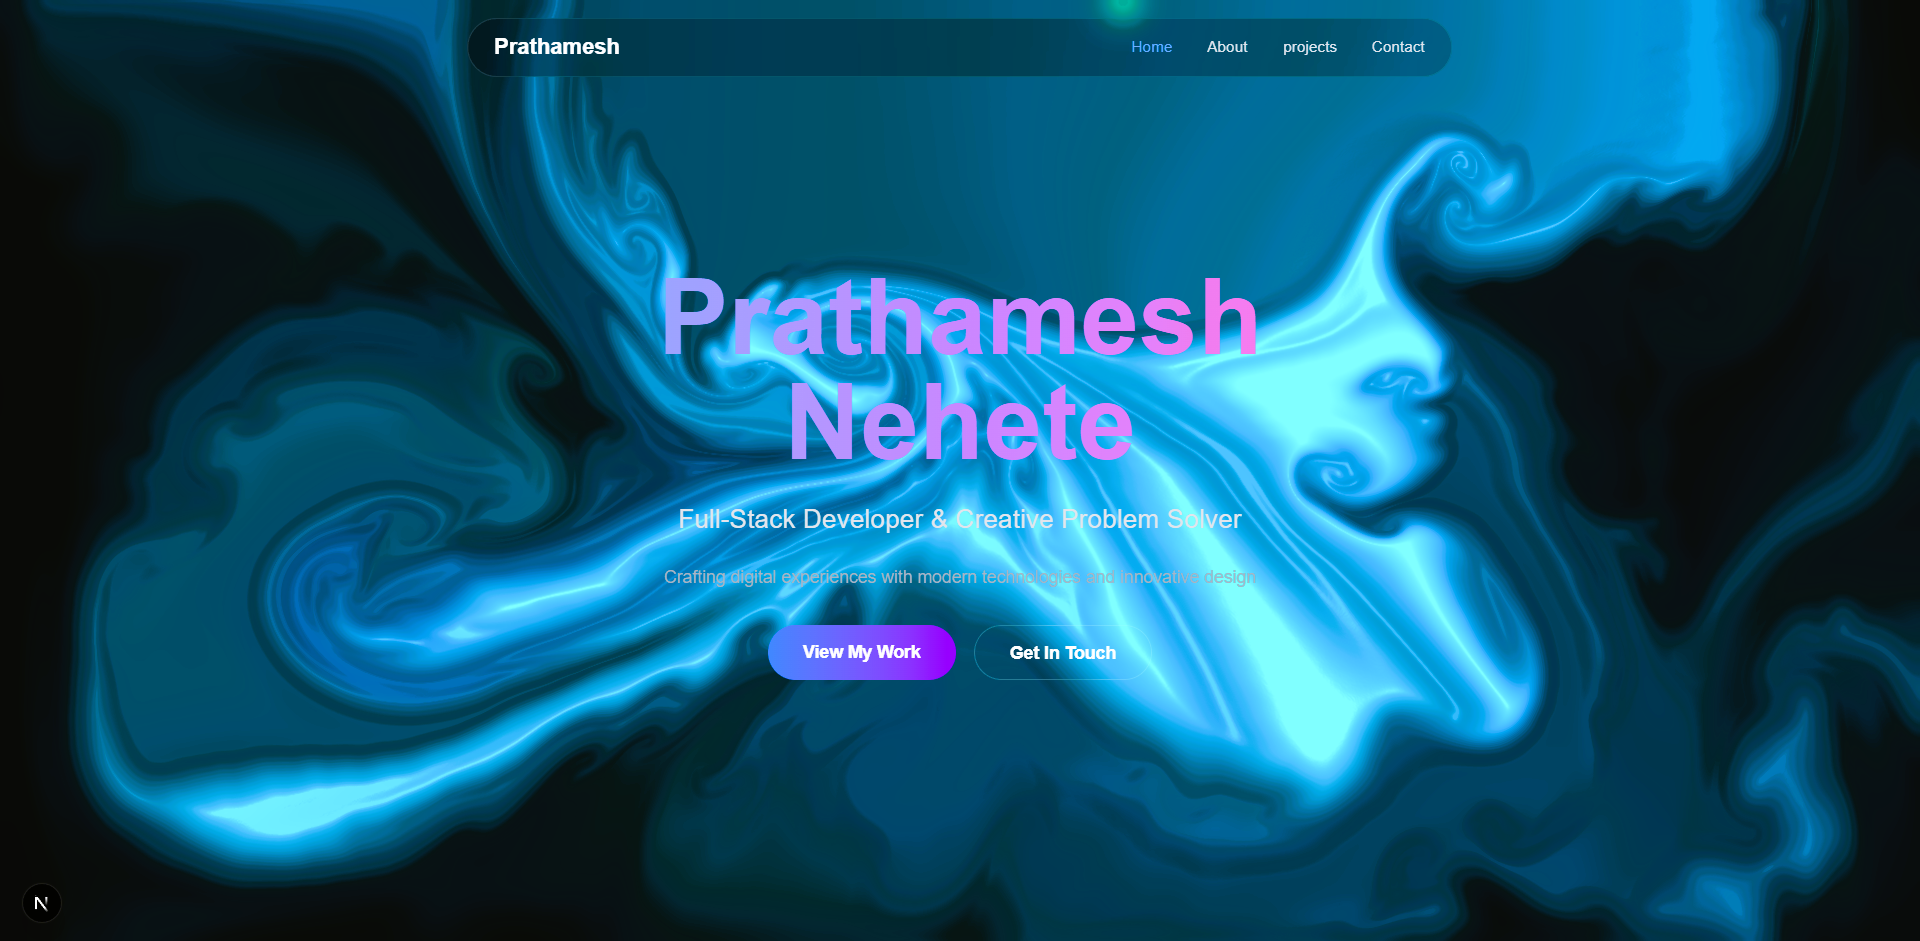 Prathamesh
Home About projects Contact
Prathamesh
Nehete
Full-Stack Developer & Creative Problem Solver
Crafting digital experiences with modern technologies and innovative design
View My Work
Get In Touch
N